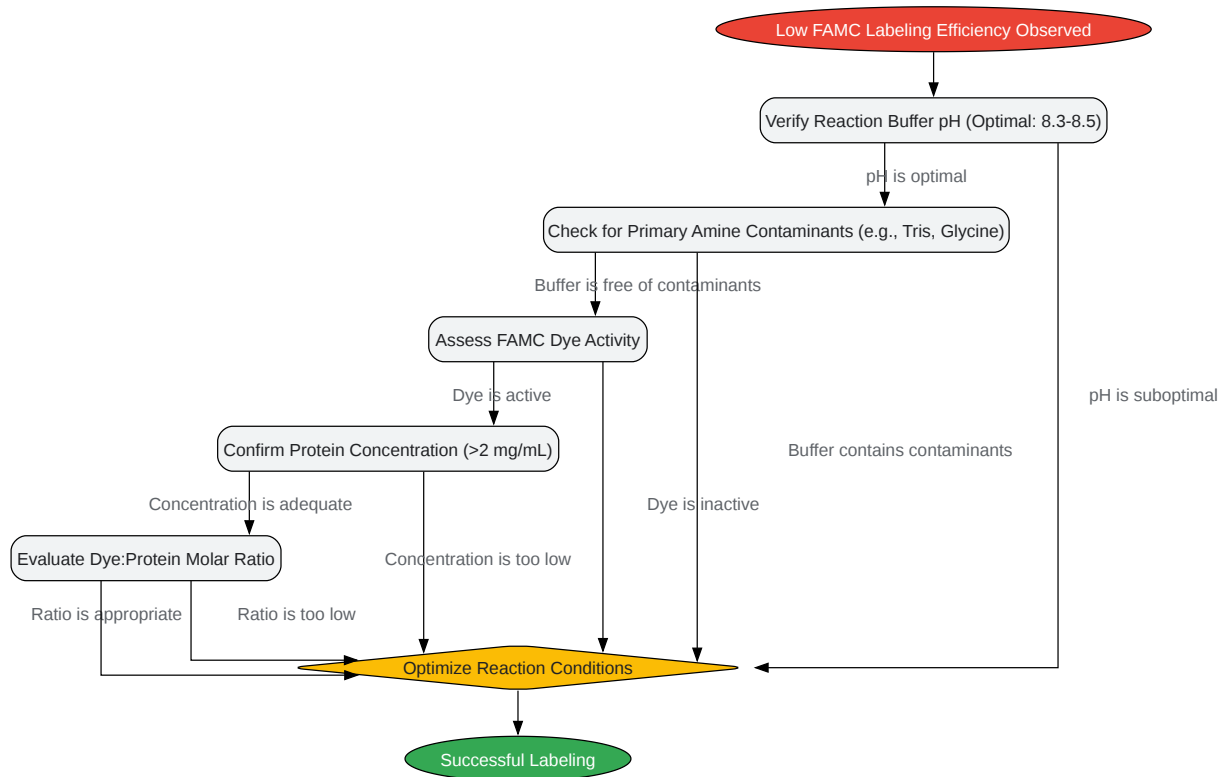 Low FAMC Labeling Efficiency Observed
Verify Reaction Buffer pH (Optimal: 8.3-8.5)
pH is optimal
Check for Primary Amine Contaminants (e.g., Tris, Glycine)
Buffer is free of contaminants
Assess FAMC Dye Activity
Dye is active
pH is suboptimal
Confirm Protein Concentration (>2 mg/mL)
Buffer contains contaminants
Concentration is adequate
Dye is inactive
Evaluate Dye:Protein Molar Ratio
Concentration is too low
Ratio is appropriate
Ratio is too low
Optimize Reaction Conditions
Successful Labeling